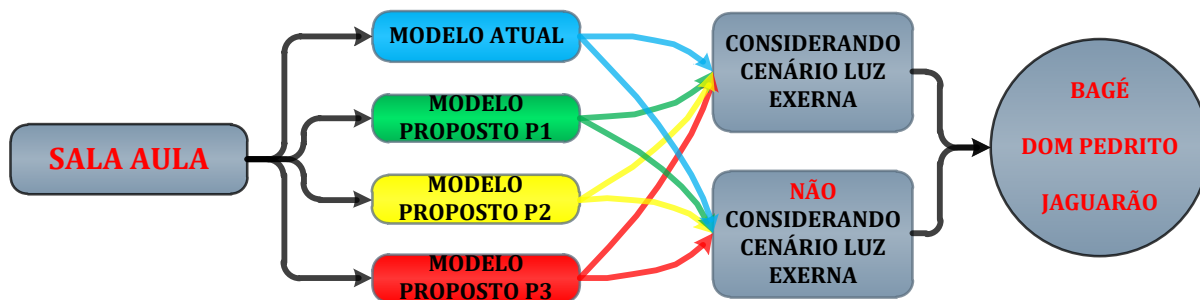 SALA AULA
MODELO ATUAL
MODELO
PROPOSTO P1
MODELO
PROPOSTO P2
MODELO
PROPOSTO P3
CONSIDERANDO
CENÁRIO LUZ
EXERNA
NÃO
CONSIDERANDO
CENÁRIO LUZ
EXERNA
BAGÉ
DOM PEDRITO
JAGUARÃO